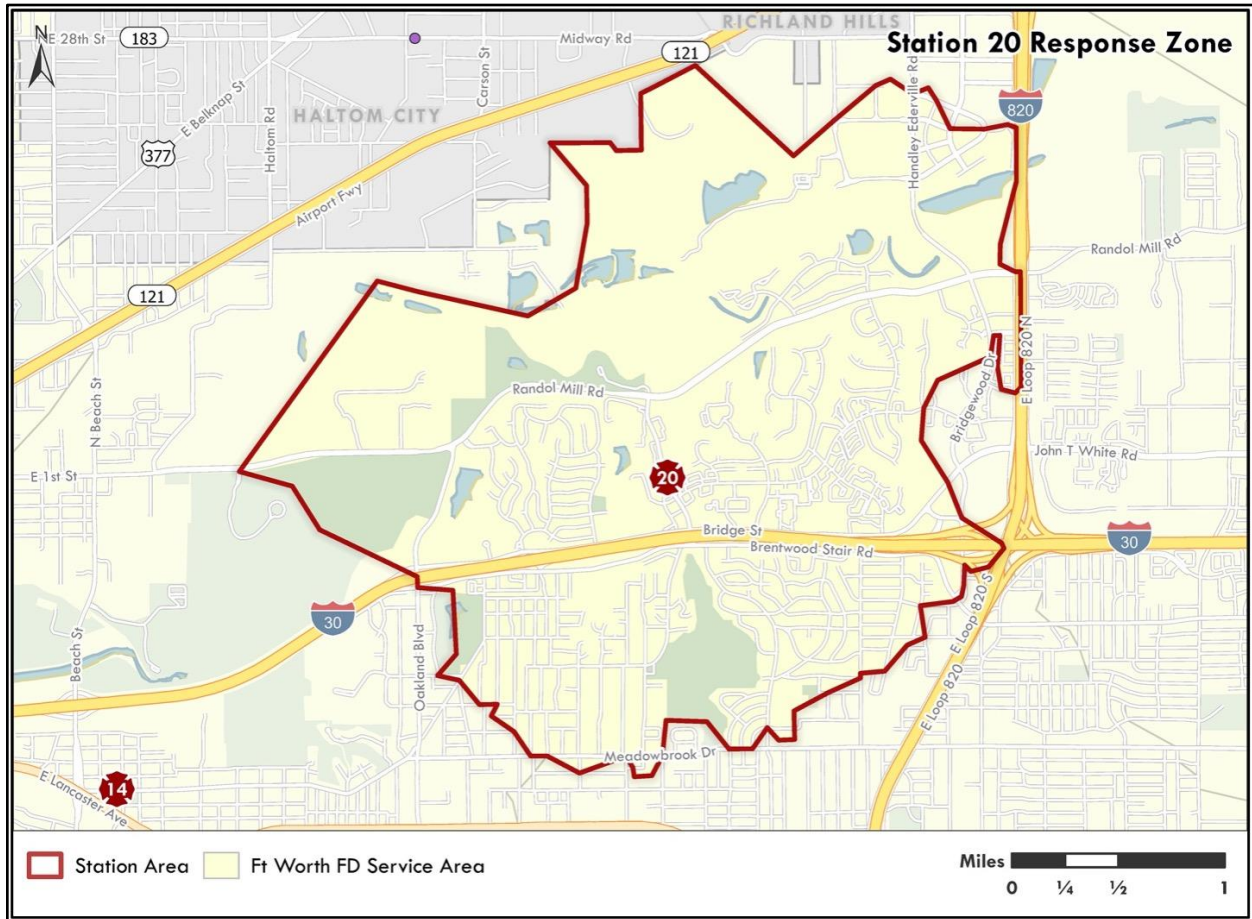 RICHLAND HILLS
Station 20 Response Zone
N
E 28th St
183
Midway Rd
121
Carson St
E Belknap St
HALTOM CITY
Haltom Rd
377
Airport Fwy
Handley Ederville Rd
820
Randol Mill Rd
121
E Loop 820 N
N Beach St
Bridgewood Dr
Randol Mill Rd
John T White Rd
E 1st St
20
Bridge St
Brentwood Stair Rd
30
30
E Loop 820 S
Beach St
Oakland Blvd
E Loop 820
Meadowbrook Dr
E Lancaster Ave
14
Station Area
Ft Worth FD Service Area
Miles
0 ¼ ½ 1